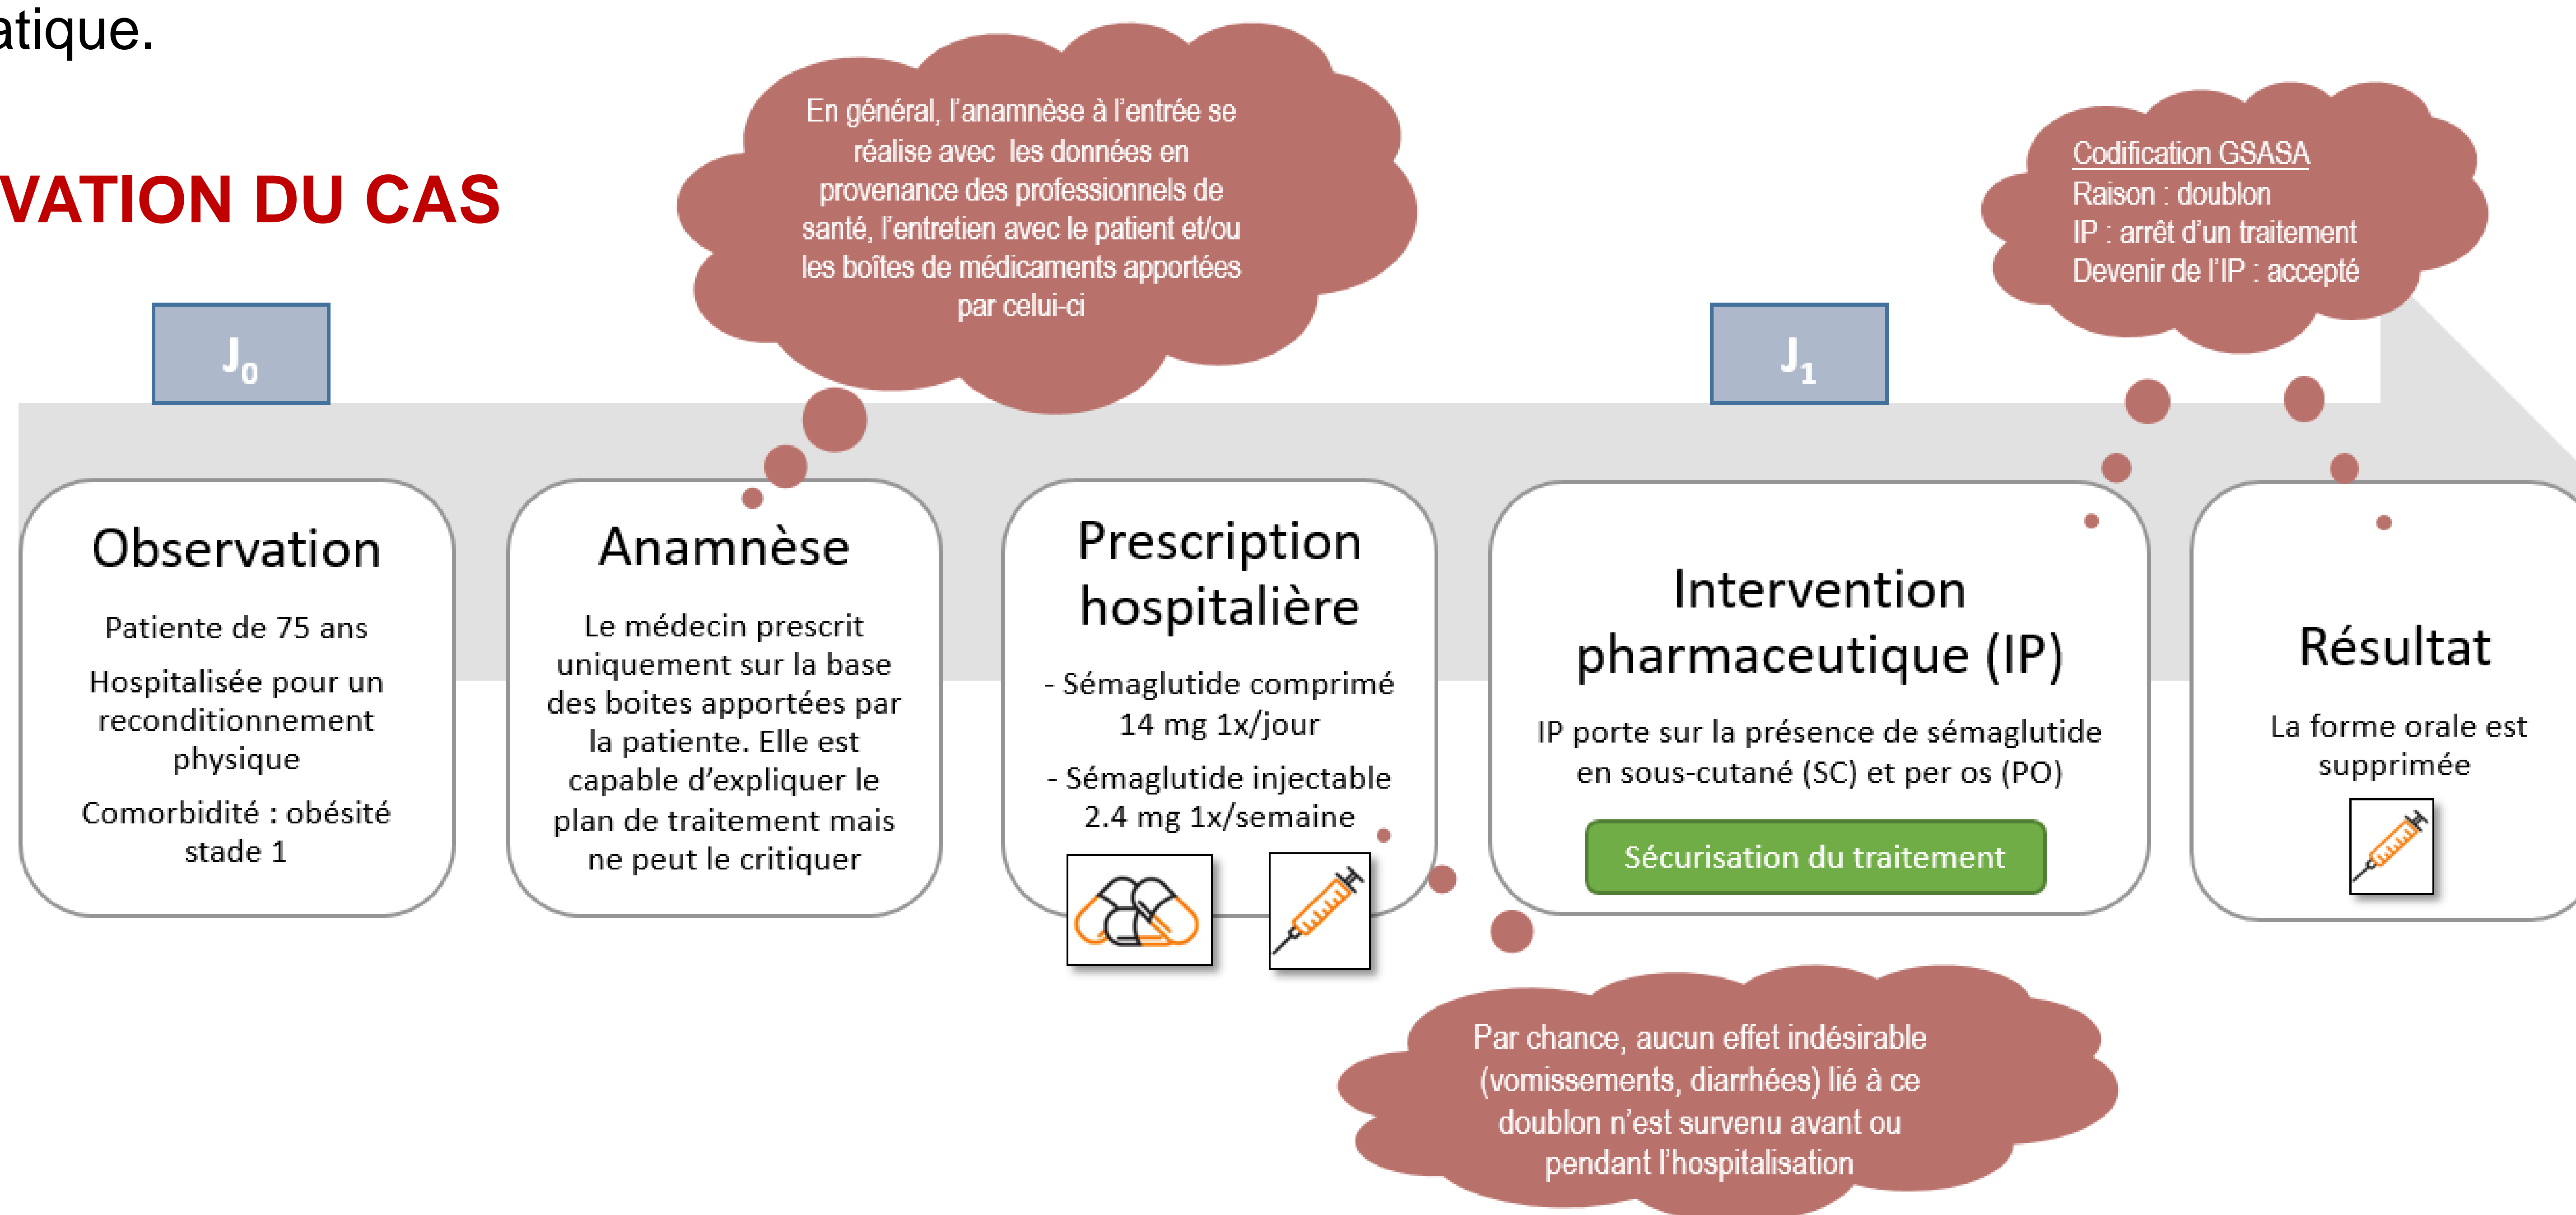 atique.
VATION DU CAS
En général, l'anamnèse à l'entrée se
réalise avec les données en
provenance des professionnels de
santé, l'entretien avec le patient et/ou
les boîtes de médicaments apportées
par celui-ci
Codification GSASA
Raison : doublon
IP : arrêt d'un traitement
Devenir de l'IP : accepté
J0
J1
Observation
Patiente de 75 ans
Hospitalisée pour un
reconditionnement
physique
Comorbidité : obésité
stade 1
Anamnèse
Le médecin prescrit
uniquement sur la base
des boites apportées par
la patiente. Elle est
capable d'expliquer le
plan de traitement mais
ne peut le critiquer
Prescription
hospitalière
- Sémaglutide comprimé
14 mg 1x/jour
- Sémaglutide injectable
2.4 mg 1x/semaine
Intervention
pharmaceutique (IP)
IP porte sur la présence de sémaglutide
en sous-cutané (SC) et per os (PO)
Sécurisation du traitement
Résultat
La forme orale est
supprimée
Par chance, aucun effet indésirable
(vomissements, diarrhées) lié à ce
doublon n'est survenu avant ou
pendant l'hospitalisation